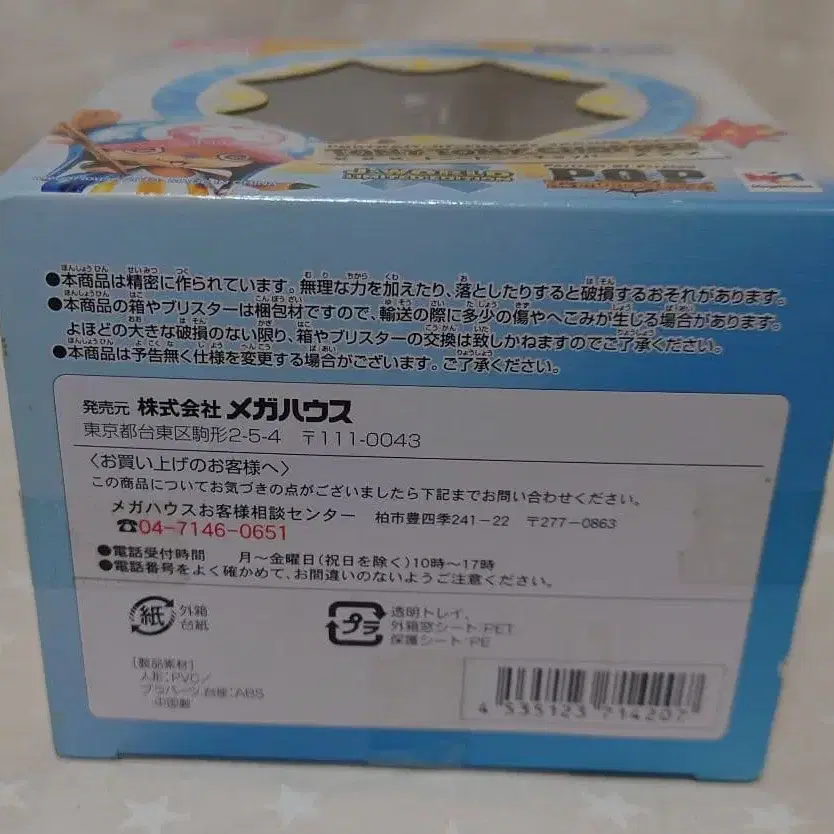 P.O.P
J-WORLD
MegaHouse
●本商品は精密に作られています。無理な力を加えたり、落としたりすると破損するおそれがあります。
●本商品の箱やブリスターは梱包材ですので、輸送の際に多少の傷やへこみが生じる場合があります。
よほどの大きな破損のない限り、箱やブリスターの交換は致しかねますのでご了承ください。
●本商品は予告無く仕様を変更する場合がございます。ご了承ください。
発売元 株式会社 メガハウス
東京都台東区駒形2-5-4 〒111-0043
〈お買い上げのお客様へ〉
この商品についてお気づきの点がございましたら下記までお問い合わせください。
メガハウスお客様相談センター 柏市豊四季241-22 〒277-0863
☎04-7146-0651
●電話受付時間 月〜金曜日(祝日を除く)10時〜17時
●電話番号をよく確かめて、お間違いのないようご注意ください。
紙 外箱
台紙
プラ 透明トレイ、
外箱窓シート:PET
保護シート:PE
[製品素材]
人形:PVC/
プラパーツ、台座:ABS
中国製
4 535123 714207